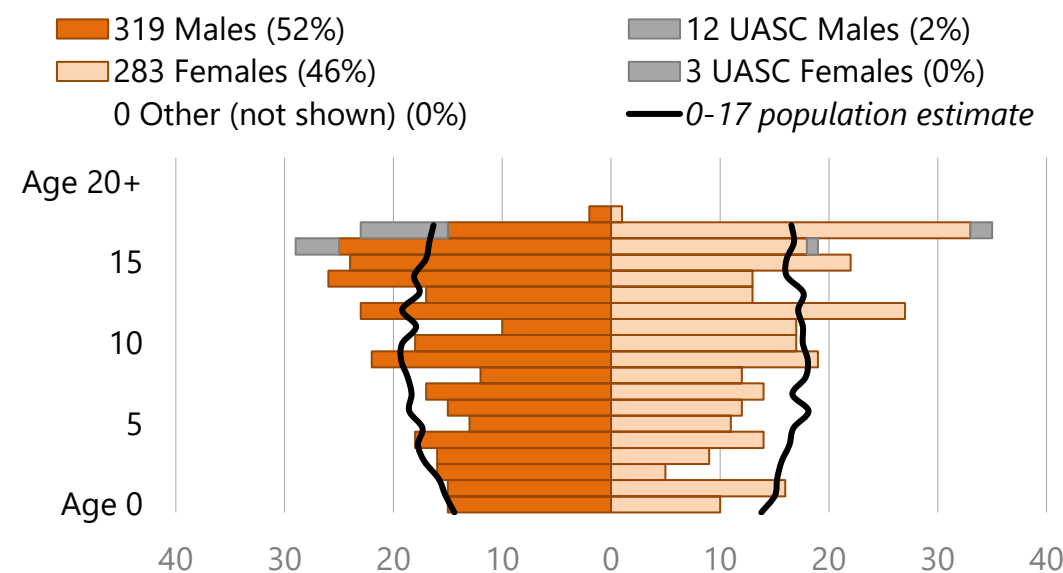 319 Males (52%)
12 UASC Males (2%)
283 Females (46%)
3 UASC Females (0%)
0 Other (not shown) (0%)
0-17 population estimate
Age 20+
15
10
5
Age 0
40 30 20 10 0 10 20 30 40